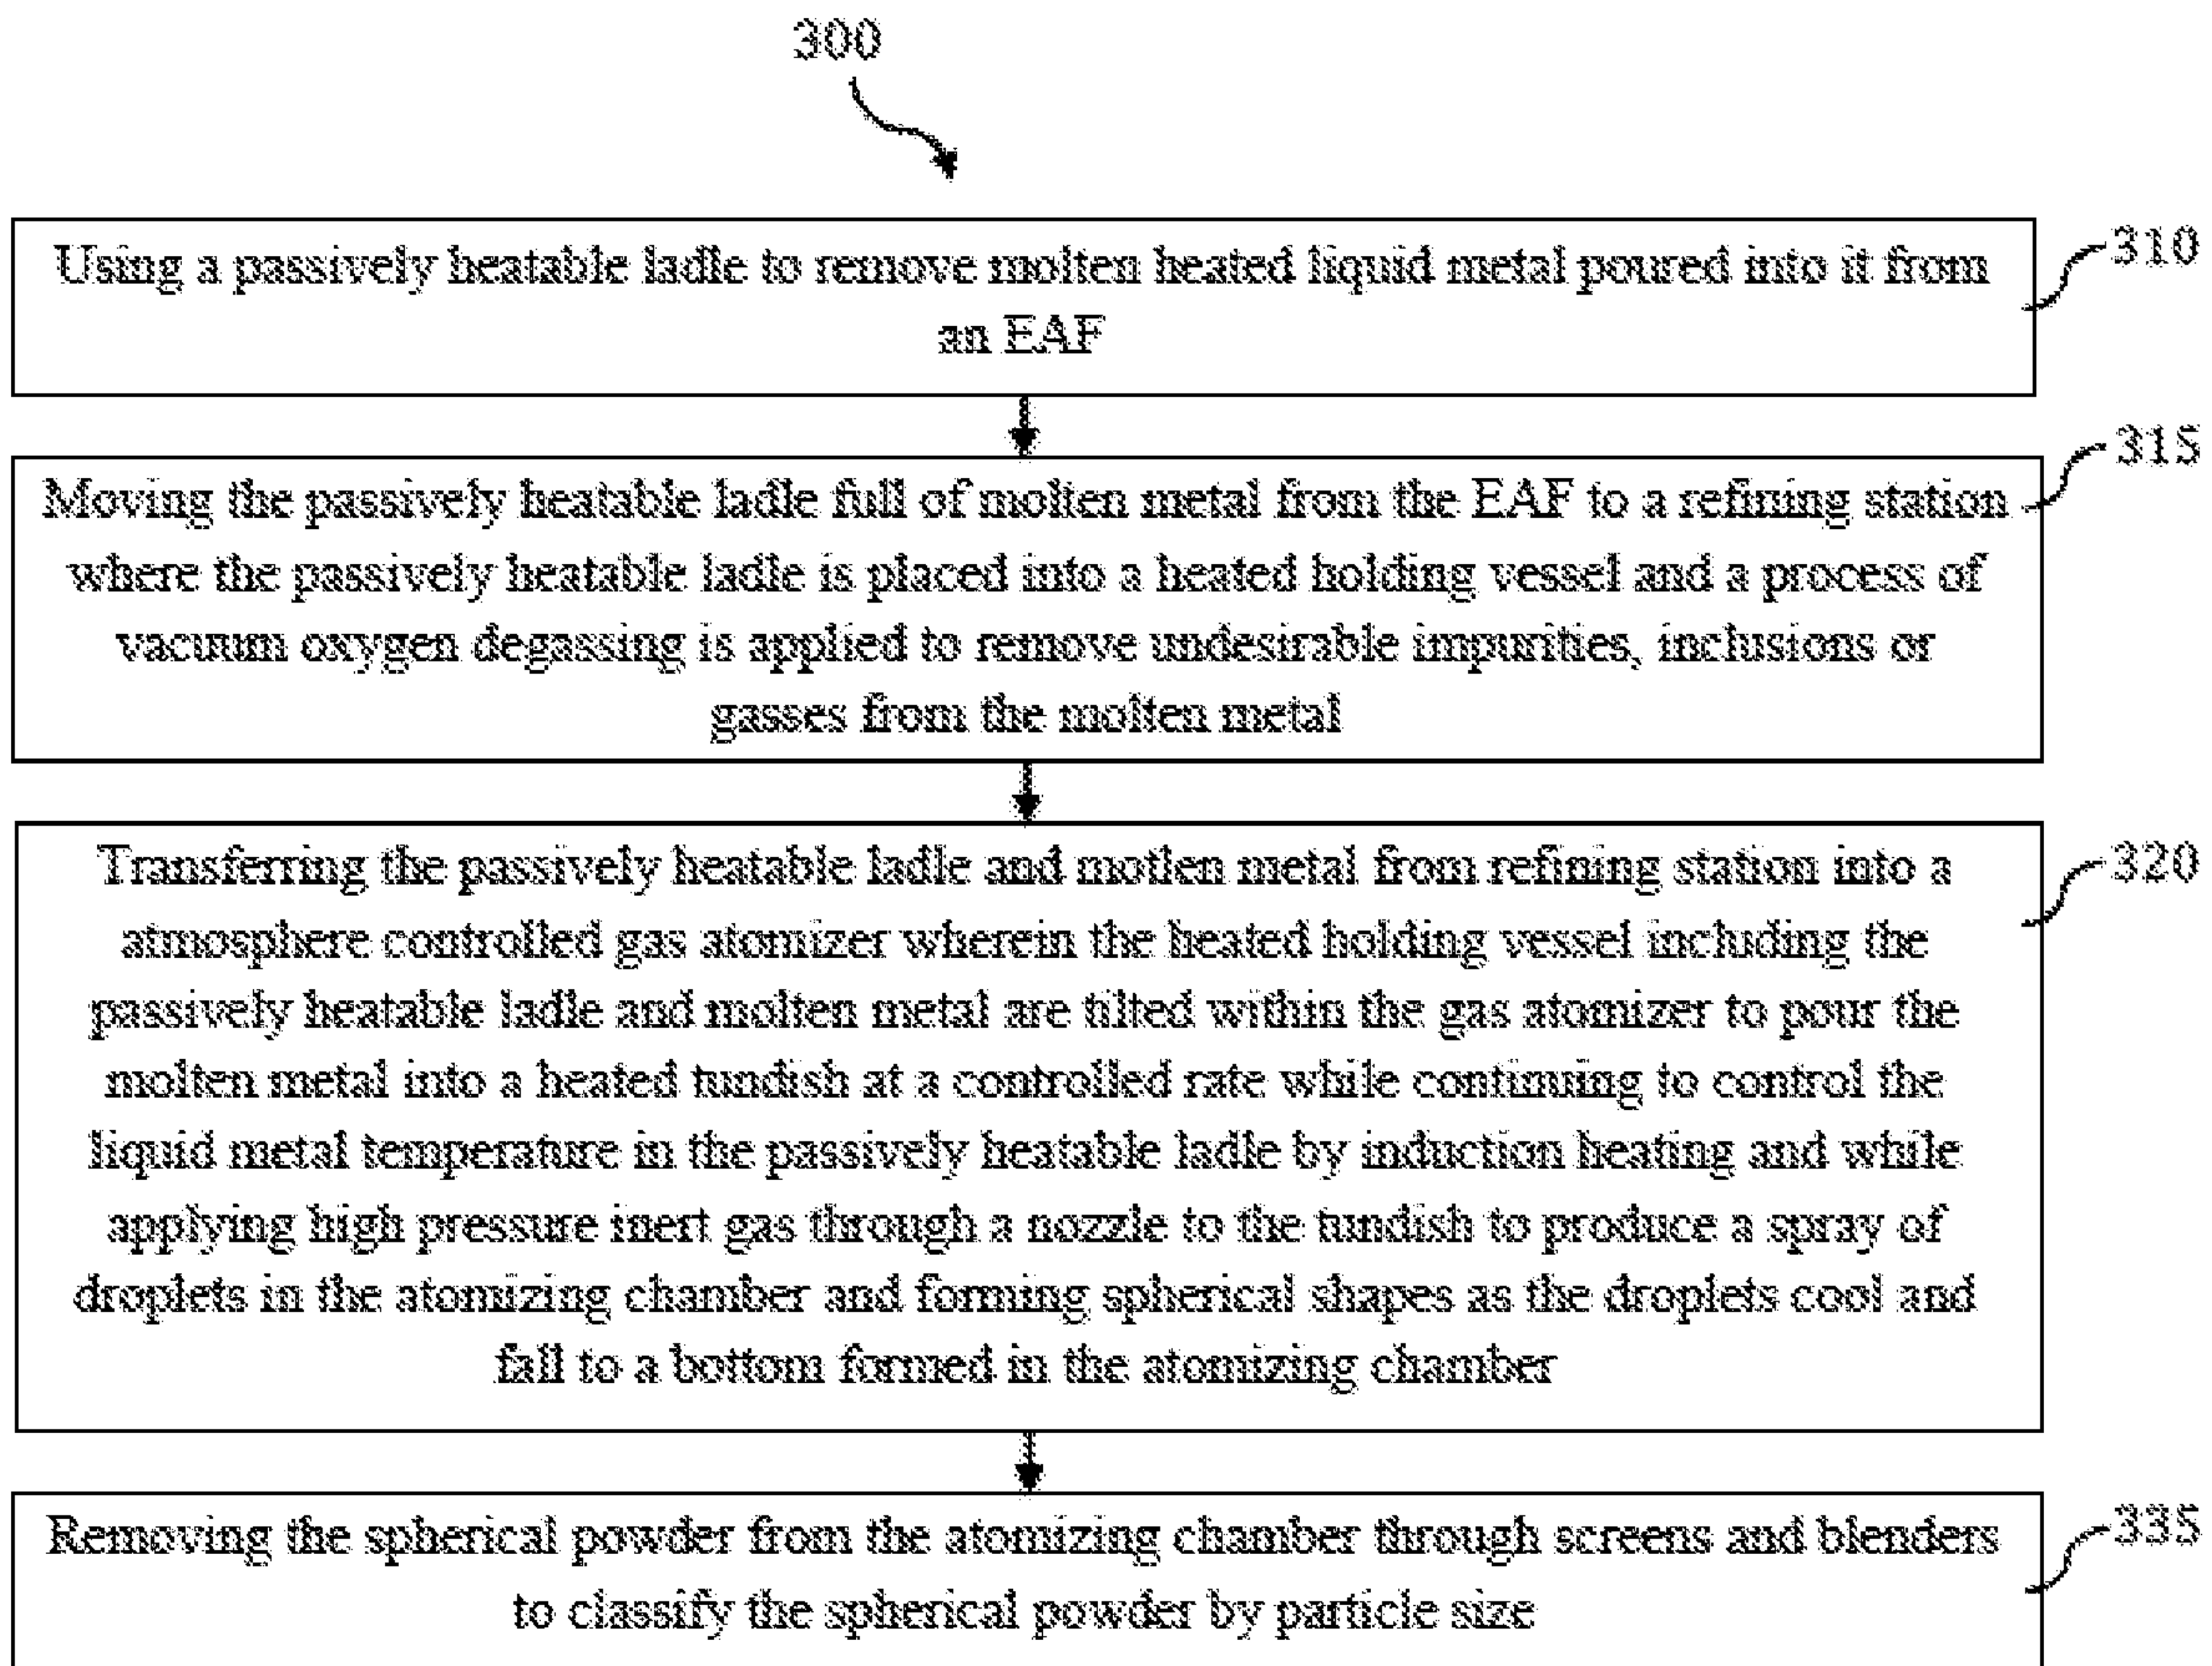 300
Using a passively heatable ladle to remove molten heated liquid metal poured into it from
an EAF
310
Moving the passively heatable ladle full of molten metal from the EAF to a refining station
where the passively heatable ladle is placed into a heated holding vessel and a process of
vacuum oxygen degassing is applied to remove undesirable impurities, inclusions or
gasses from the molten metal
315
Transferring the passively heatable ladle and motlen metal from refining station into a
atmosphere controlled gas atomizer wherein the heated holding vessel including the
passively heatable ladle and molten metal are tilted within the gas atomizer to pour the
molten metal into a heated tundish at a controlled rate while continuing to control the
liquid metal temperature in the passively heatable ladle by induction heating and while
applying high pressure inert gas through a nozzle to the tundish to produce a spray of
droplets in the atomizing chamber and forming spherical shapes as the droplets cool and
fall to a bottom formed in the atomizing chamber
320
Removing the spherical powder from the atomizing chamber through screens and blenders
to classify the spherical powder by particle size
335